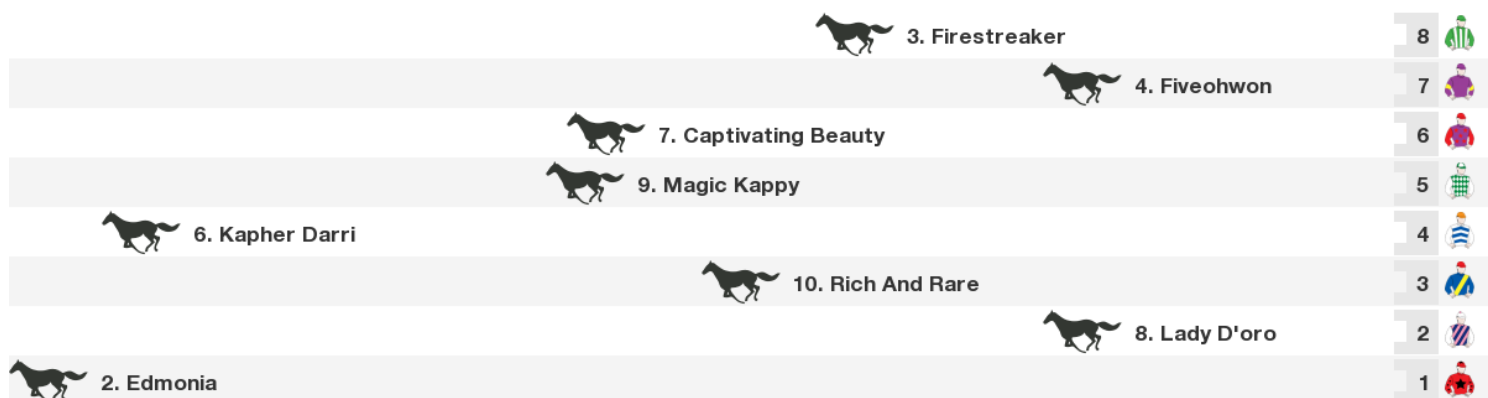 3. Firestreaker 8
4. Fiveohwon 7
7. Captivating Beauty 6
9. Magic Kappy 5
6. Kapher Darri 4
10. Rich And Rare 3
8. Lady D'oro 2
2. Edmonia 1